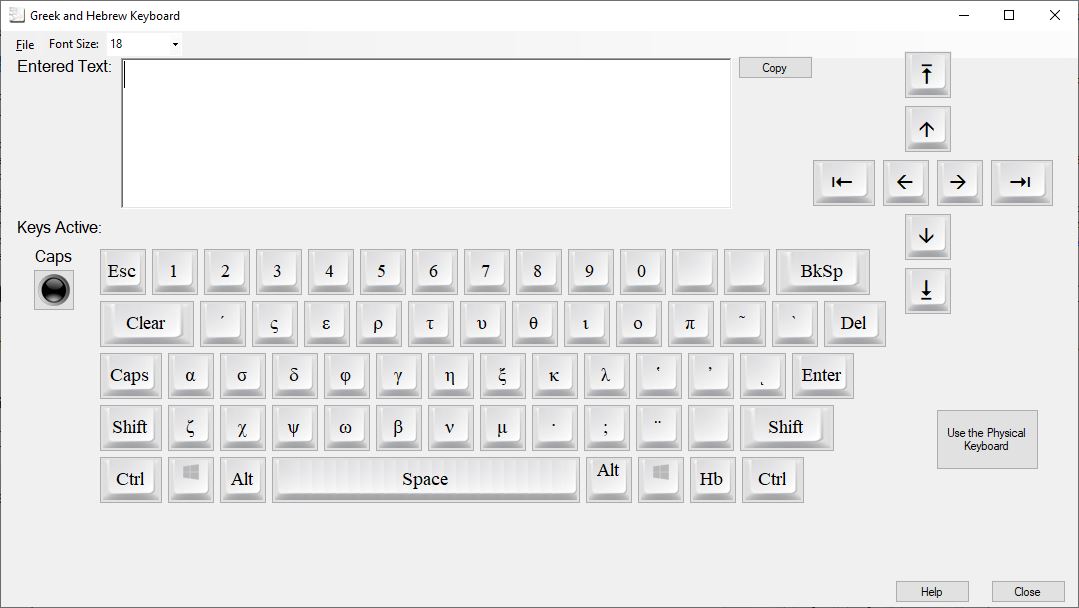 Greek and Hebrew Keyboard
File Font Size: 18
Entered Text:
Copy
Keys Active:
Caps
Esc 1 2 3 4 5 6 7 8 9 0 BkSp
Clear ´ ς ε ρ τ υ θ ι ο π ~ ` Del
Caps α σ δ φ γ η ξ κ λ ʽ ʼ ͺ Enter
Shift ζ χ ψ ω β ν μ · ; ¨ Shift
Ctrl Alt Space Alt Hb Ctrl
Use the Physical
Keyboard
Help Close